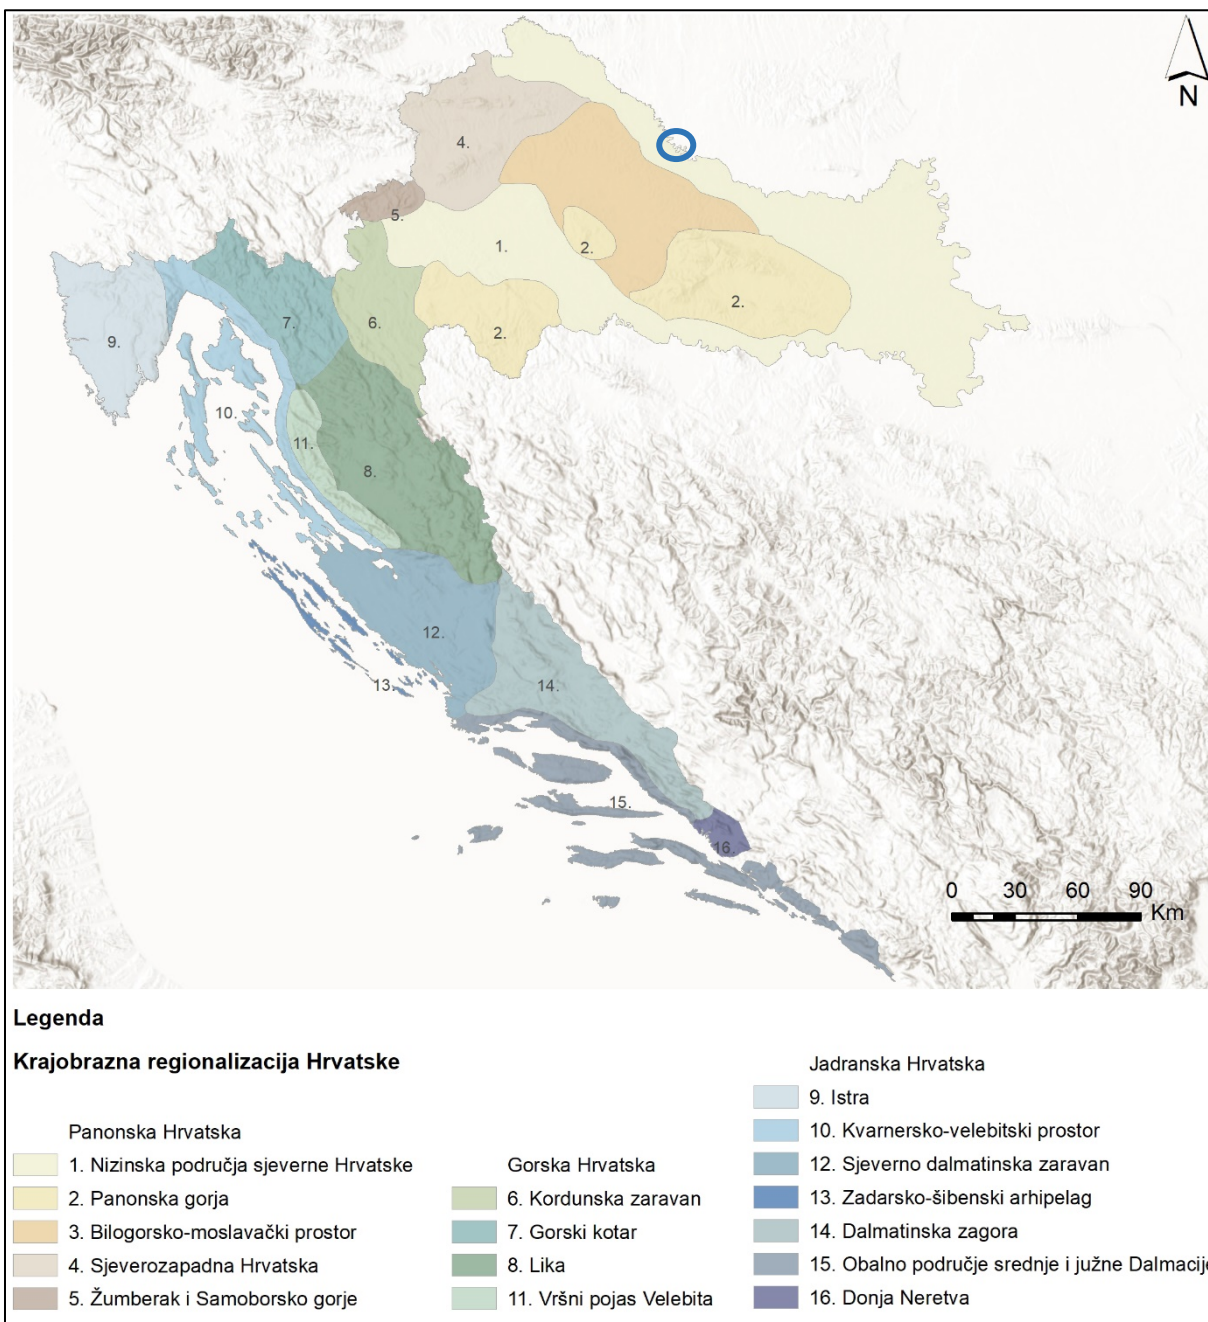 N
4.
5.
1.
2.
2.
2.
6.
7.
9.
10.
11.
8.
12.
13.
14.
15.
16.
0 30 60 90
Km
Legenda
Krajobrazna regionalizacija Hrvatske
Panonska Hrvatska
1. Nizinska područja sjeverne Hrvatske
2. Panonska gorja
3. Bilogorsko-moslavački prostor
4. Sjeverozapadna Hrvatska
5. Žumberak i Samoborsko gorje
Gorska Hrvatska
6. Kordunska zaravan
7. Gorski kotar
8. Lika
11. Vršni pojas Velebita
Jadranska Hrvatska
9. Istra
10. Kvarnersko-velebitski prostor
12. Sjeverno dalmatinska zaravan
13. Zadarsko-šibenski arhipelag
14. Dalmatinska zagora
15. Obalno područje srednje i južne Dalmacije
16. Donja Neretva